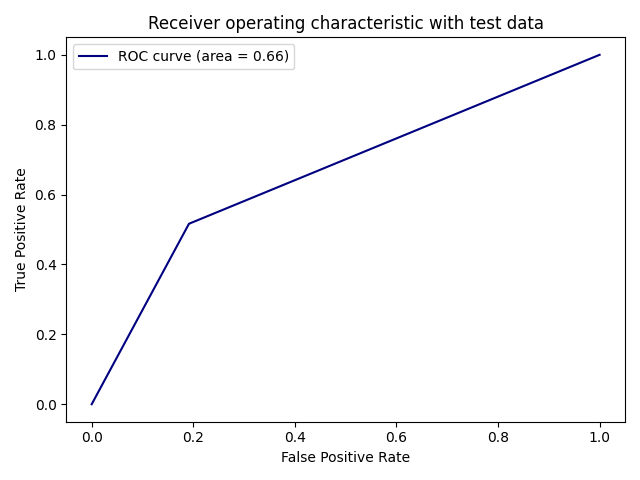 Receiver operating characteristic with test data
ROC curve (area = 0.66)
1.0
0.8
0.6
0.4
0.2
0.0
True Positive Rate
0.0 0.2 0.4 0.6 0.8 1.0
False Positive Rate